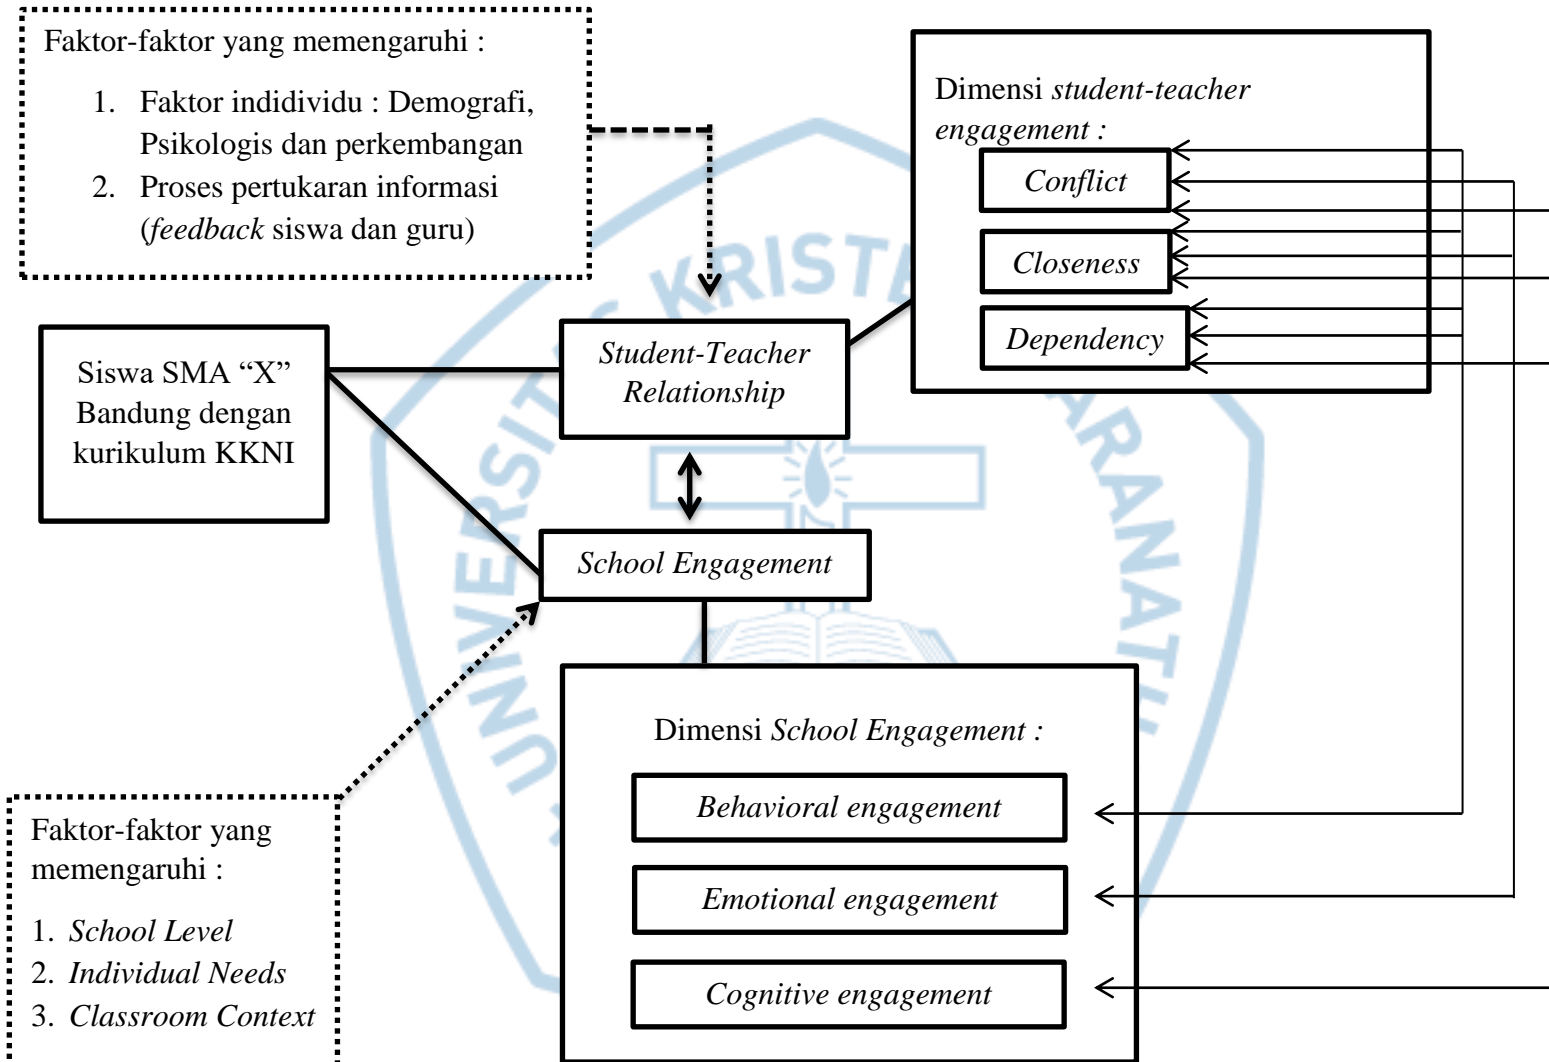 Faktor-faktor yang memengaruhi :
1. Faktor indidividu : Demografi,
Psikologis dan perkembangan
2. Proses pertukaran informasi
(feedback siswa dan guru)
Dimensi student-teacher
engagement :
Conflict
Closeness
Dependency
Siswa SMA “X”
Bandung dengan
kurikulum KKNI
Student-Teacher
Relationship
School Engagement
Dimensi School Engagement :
Behavioral engagement
Emotional engagement
Cognitive engagement
Faktor-faktor yang
memengaruhi :
1. School Level
2. Individual Needs
3. Classroom Context